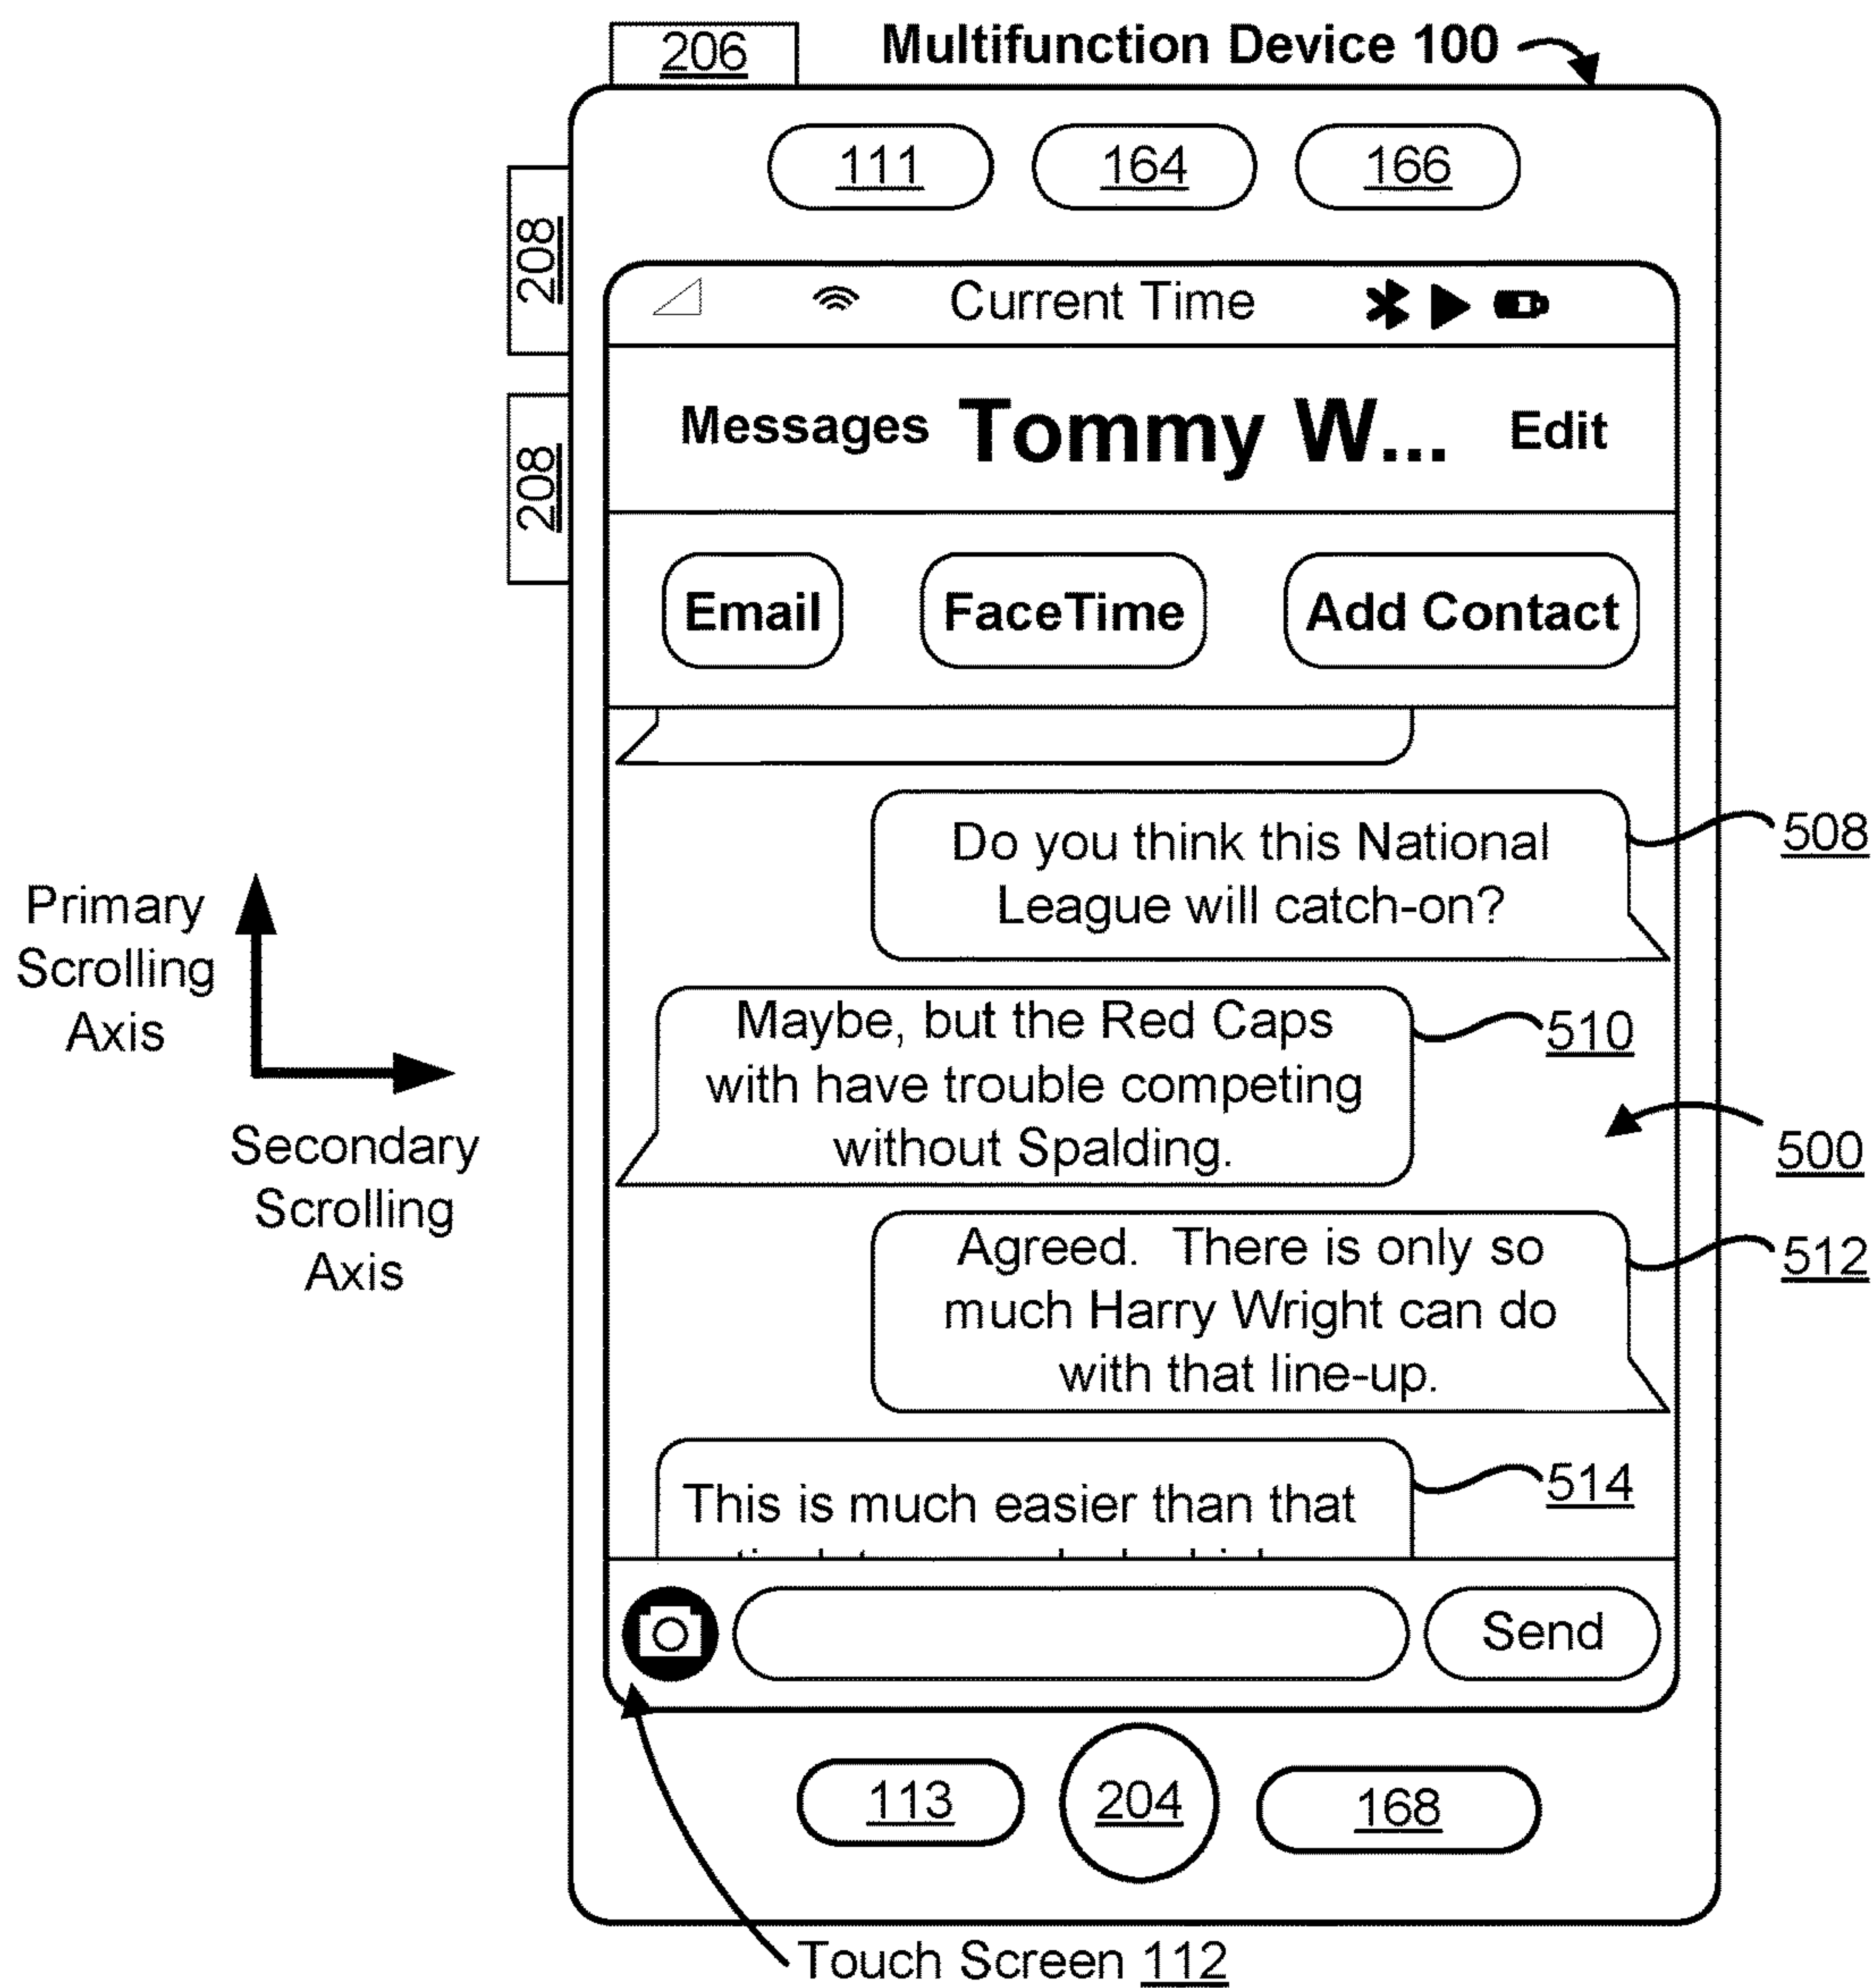 206
Multifunction Device 100
111 164 166
208
208
Current Time
Messages Tommy W... Edit
Email FaceTime Add Contact
Do you think this National
League will catch-on?
508
Primary
Scrolling
Axis
Secondary
Scrolling
Axis
Maybe, but the Red Caps
with have trouble competing
without Spalding.
510
500
Agreed. There is only so
much Harry Wright can do
with that line-up.
512
This is much easier than that
514
Send
113 204 168
Touch Screen 112